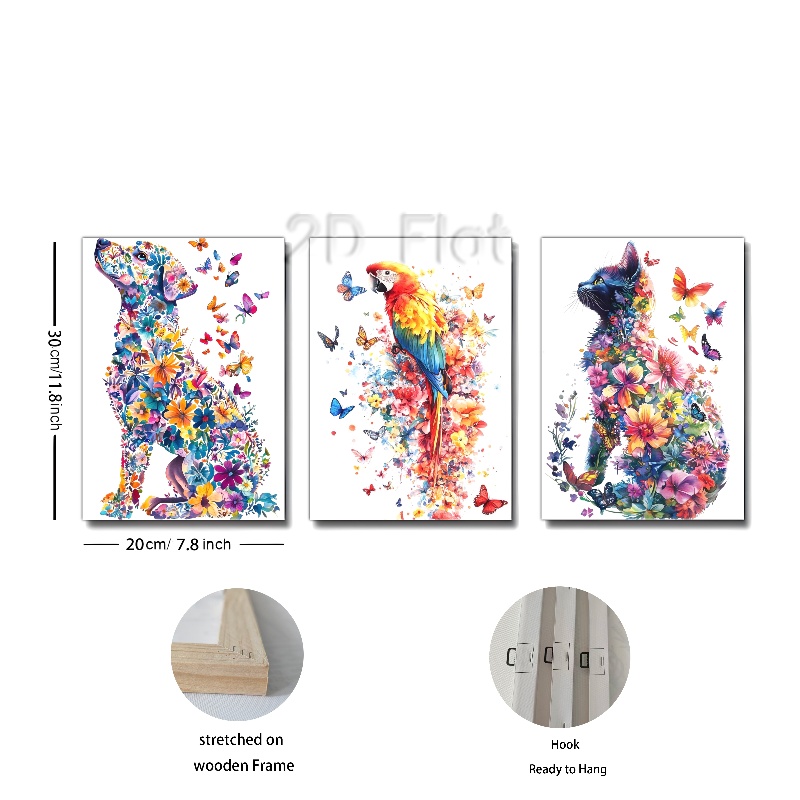 2D Flat
30cm/11.8inch
20cm/ 7.8 inch
stretched on
wooden Frame
Hook
Ready to Hang